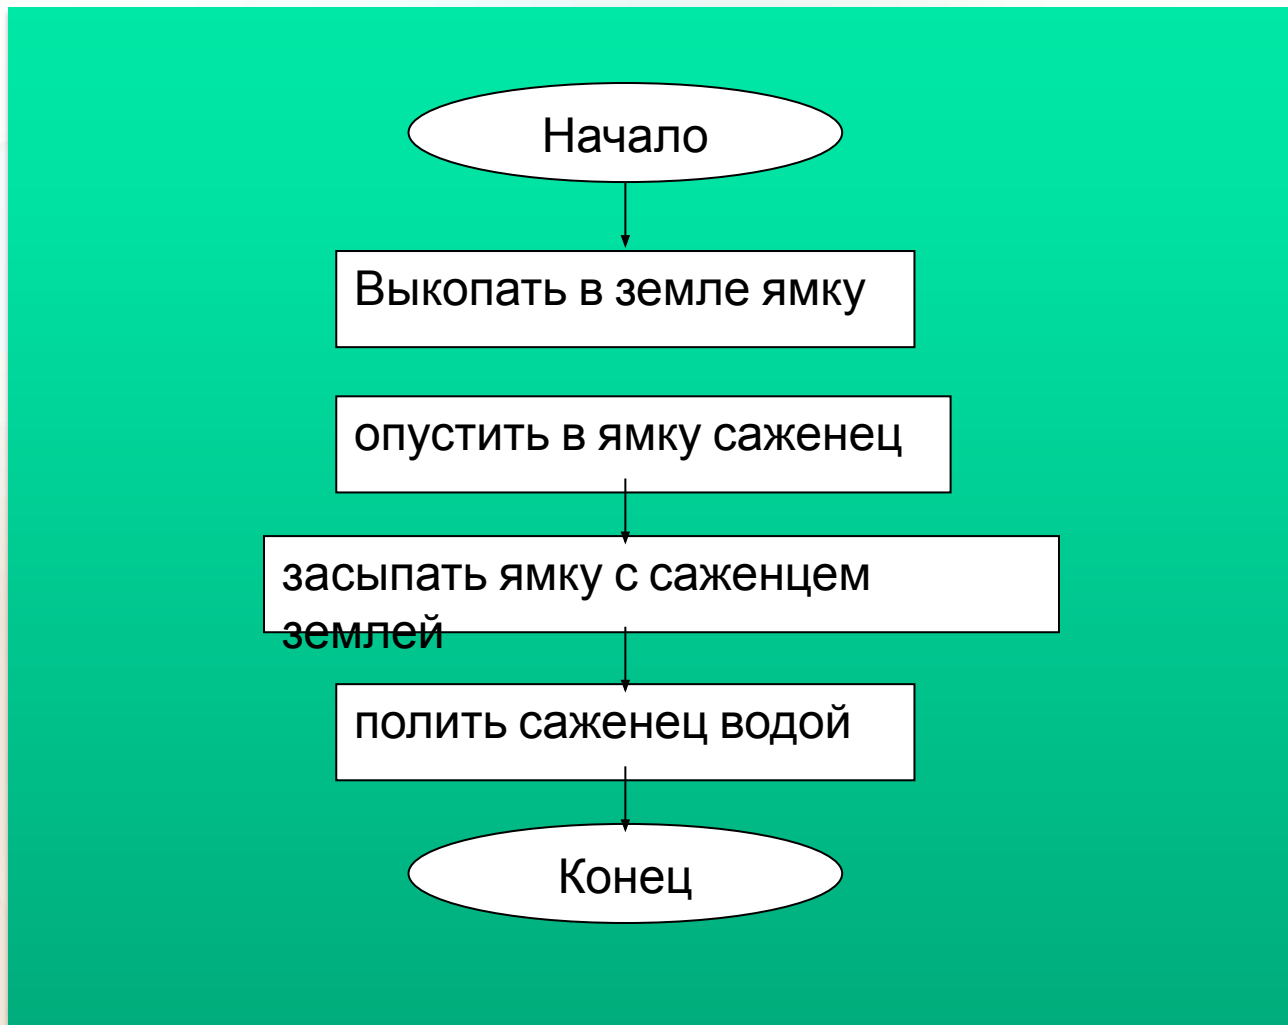 Начало
Выкопать в земле ямку
опустить в ямку саженец
засыпать ямку с саженцем
землей
полить саженец водой
Конец